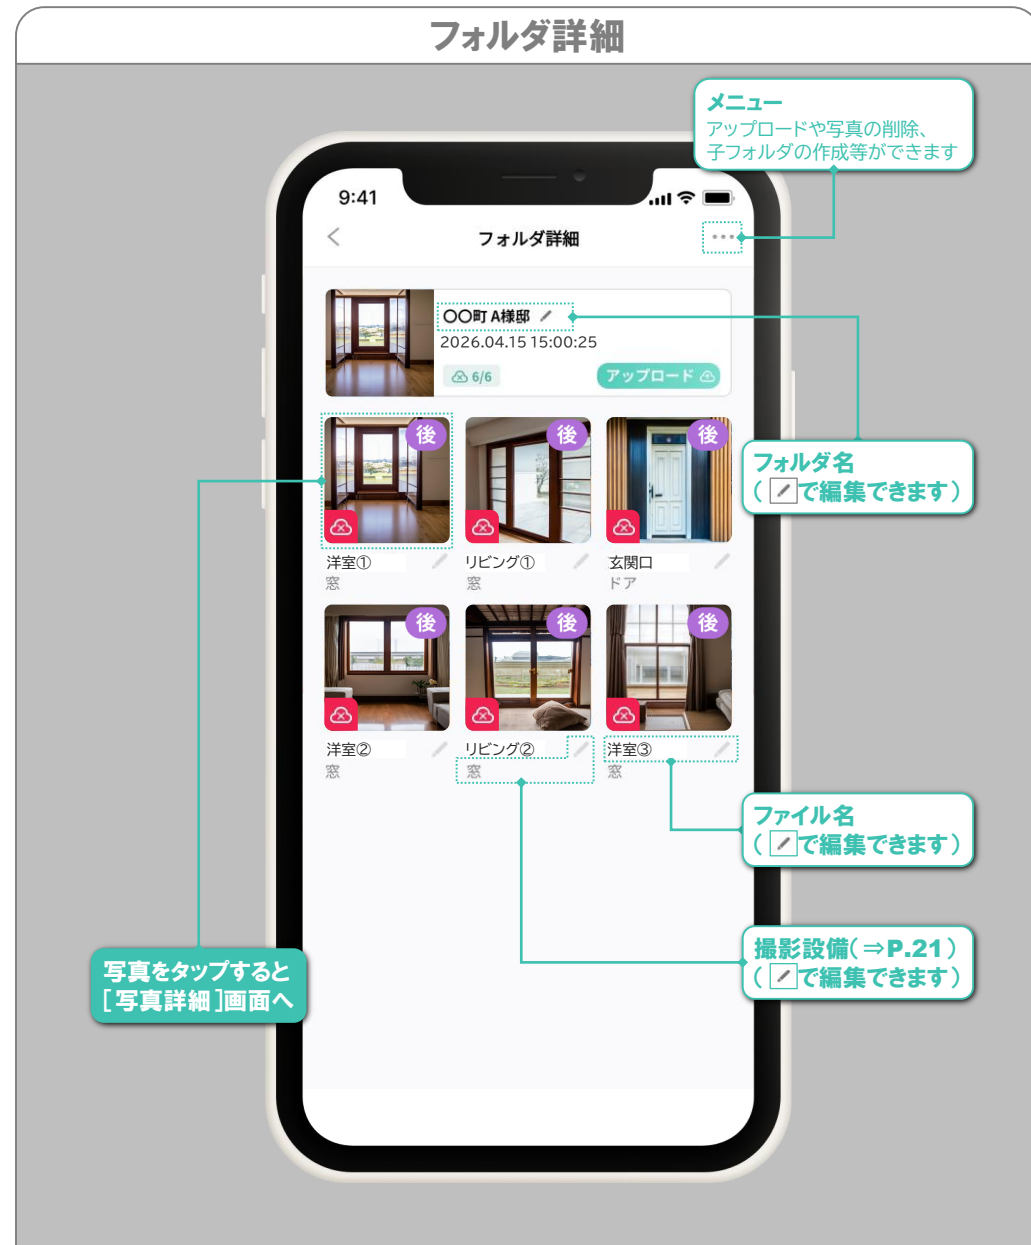 フォルダ詳細
メニュー
アップロードや写真の削除、
子フォルダの作成等ができます
9:41
フォルダ詳細
〇〇町 A様邸
2026.04.15 15:00:25
6/6
アップロード
後
後
後
フォルダ名
(で編集できます)
洋室①
リビング①
玄関口
窓
窓
ドア
後
後
後
洋室②
リビング②
洋室③
窓
窓
窓
ファイル名
(で編集できます)
撮影設備(⇒P.21)
(で編集できます)
写真をタップすると
[写真詳細]画面へ